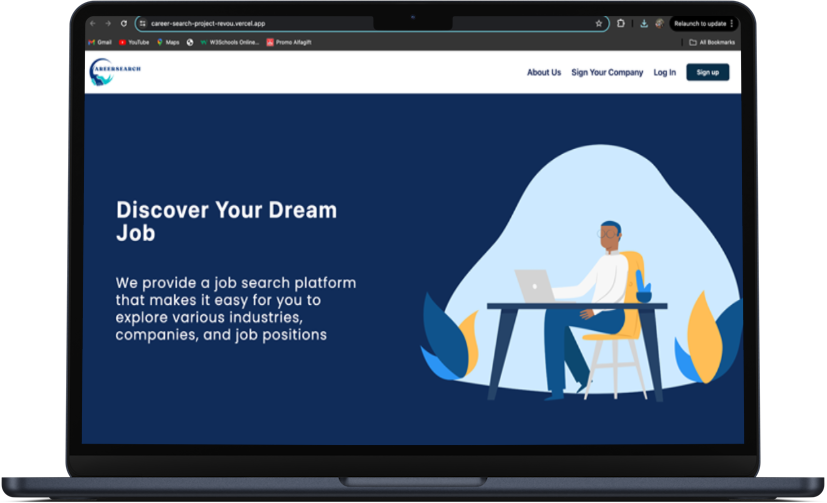 career-search-project-revou.vercel.app
Relaunch to update
Gmail
YouTube
Maps
W3Schools Online...
Promo Alfagift
All Bookmarks
CAREERSEARCH
About Us
Sign Your Company
Log In
Sign up
Discover Your Dream
Job
We provide a job search platform
that makes it easy for you to
explore various industries,
companies, and job positions